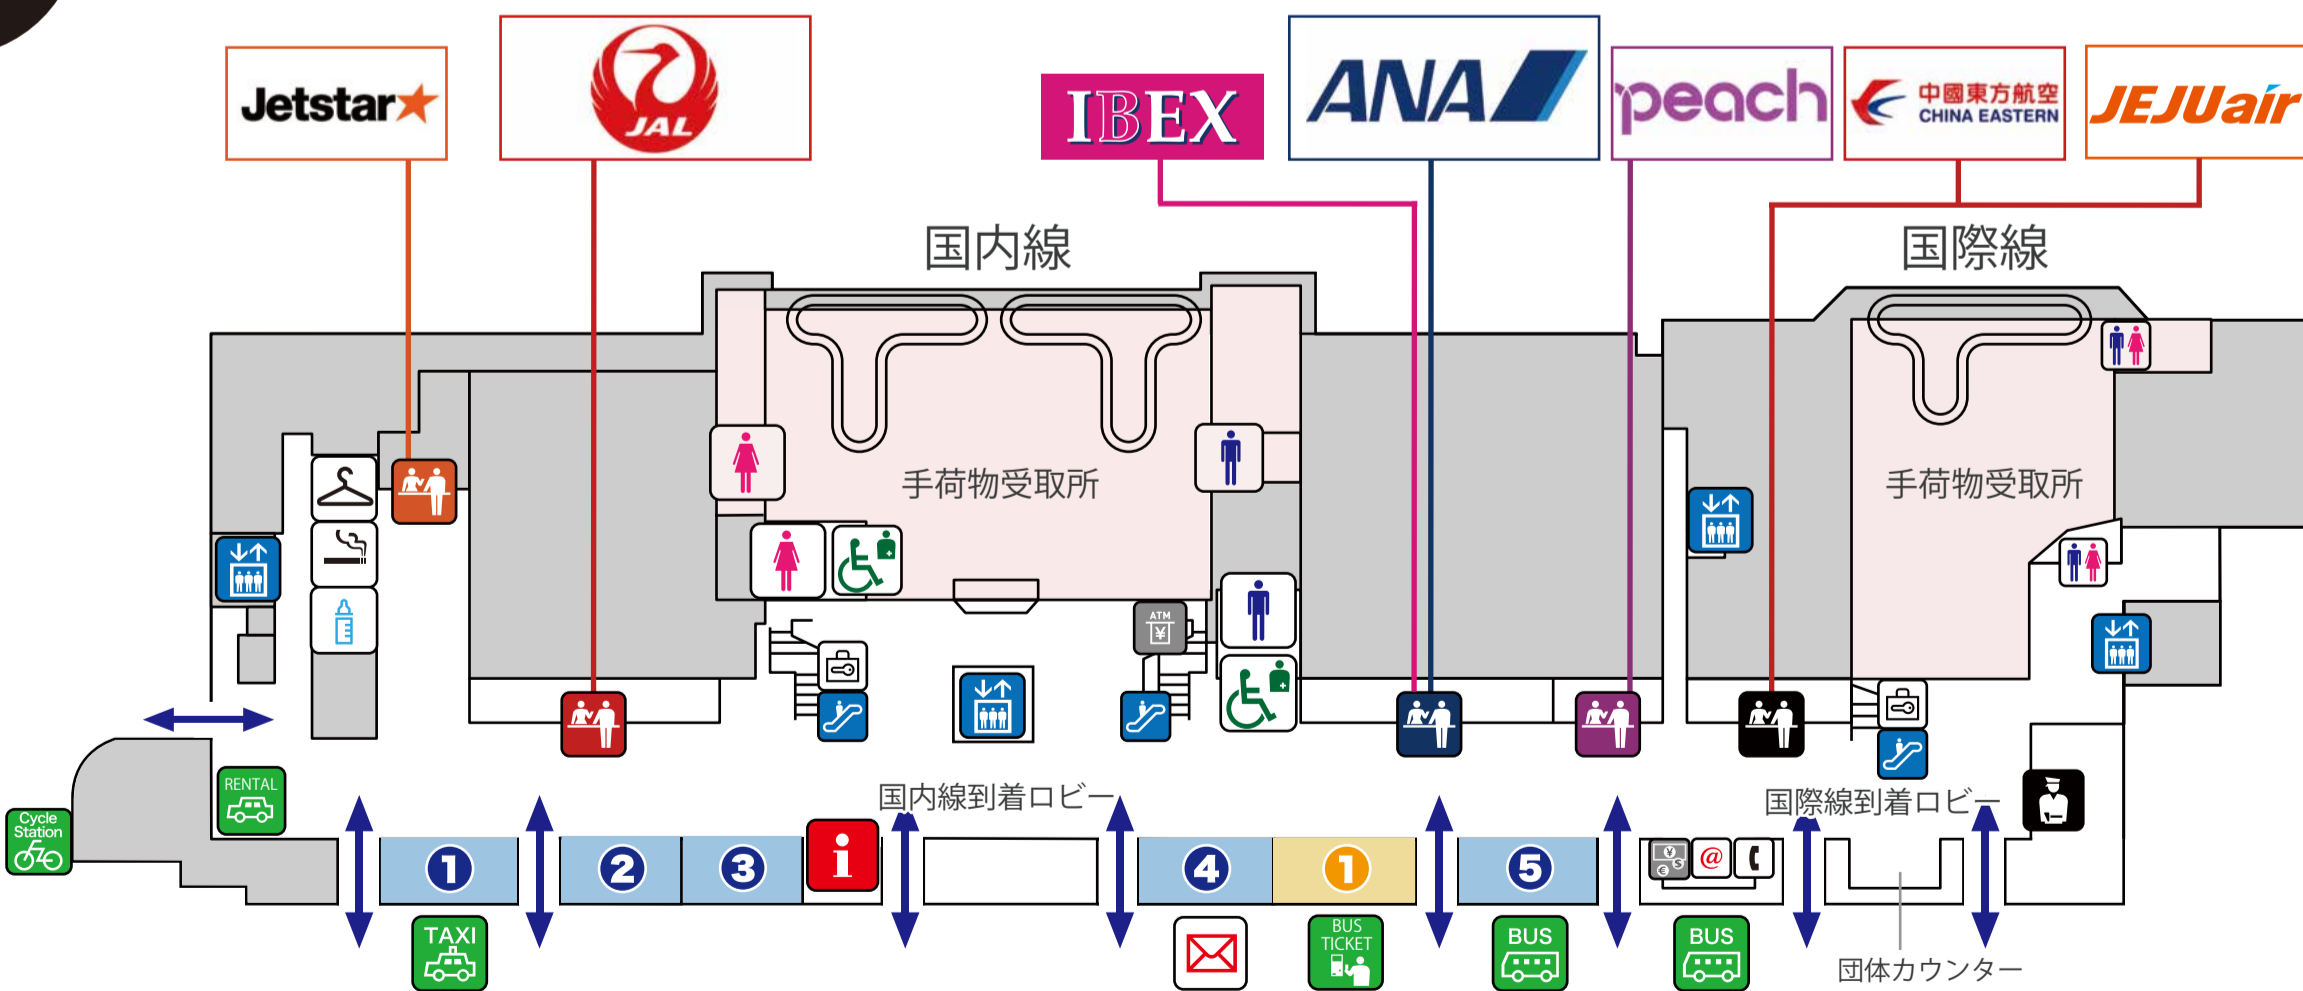 Jetstar
JAL
IBEX
ANA
peach
中國東方航空
CHINA EASTERN
JEJUair
国内線
国際線
手荷物受取所
手荷物受取所
ATM
¥
国内線到着ロビー
国際線到着ロビー
RENTAL
Cycle
Station
1
2
3
i
4
1
5
¥
$
€
@
TAXI
BUS
TICKET
BUS
BUS
団体カウンター